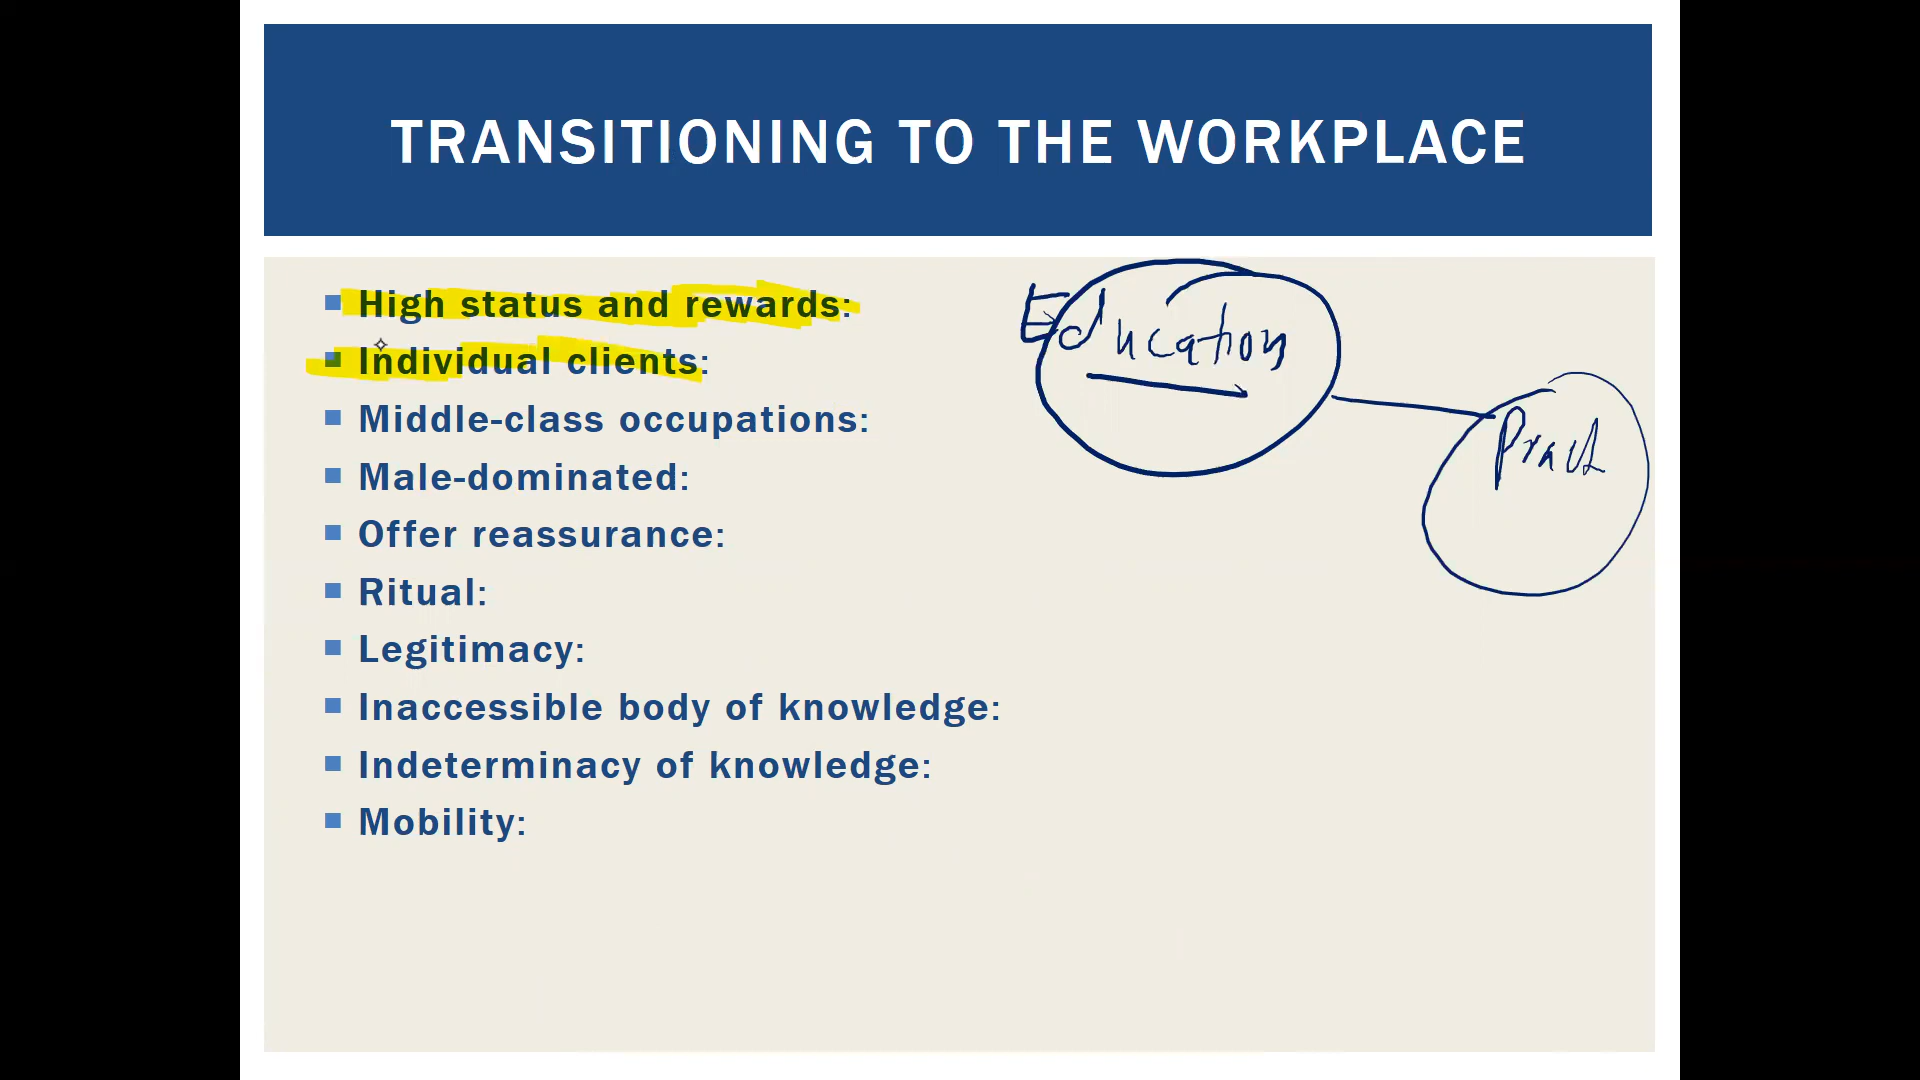 TRANSITIONING TO THE WORKPLACE
High status and rewards:
Individual clients:
Middle-class occupations:
Male-dominated:
Offer reassurance:
Ritual:
Legitimacy:
Inaccessible body of knowledge:
Indeterminacy of knowledge:
Mobility:
Education